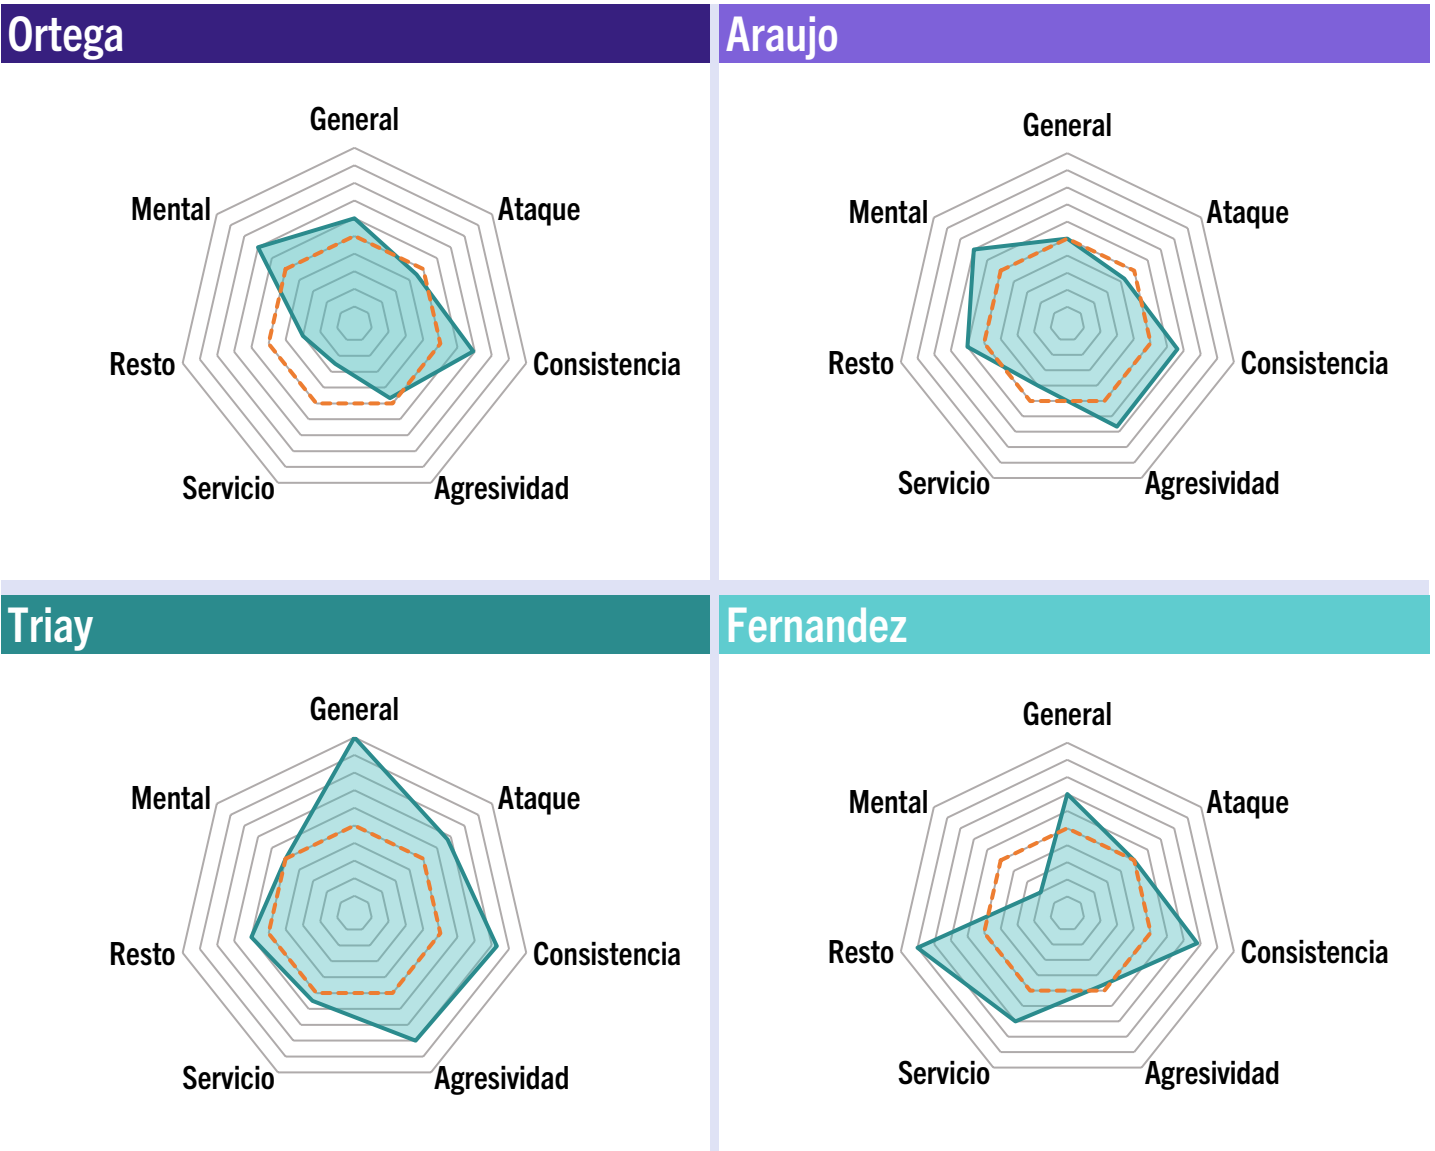 Ortega
General
Mental
Ataque
Resto
Consistencia
Servicio
Agresividad
Araujo
General
Mental
Ataque
Resto
Consistencia
Servicio
Agresividad
Triay
General
Mental
Ataque
Resto
Consistencia
Servicio
Agresividad
Fernandez
General
Mental
Ataque
Resto
Consistencia
Servicio
Agresividad